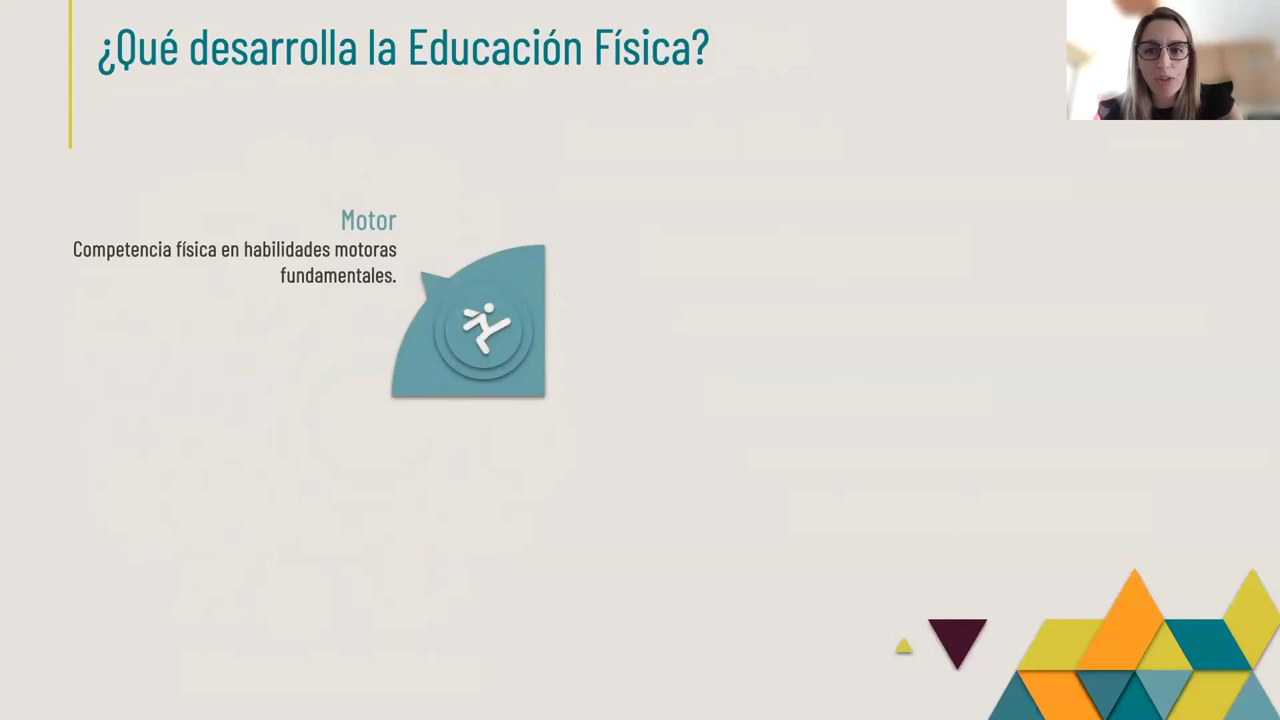 ¿Qué desarrolla la Educación Física?
Motor
Competencia física en habilidades motoras
fundamentales.